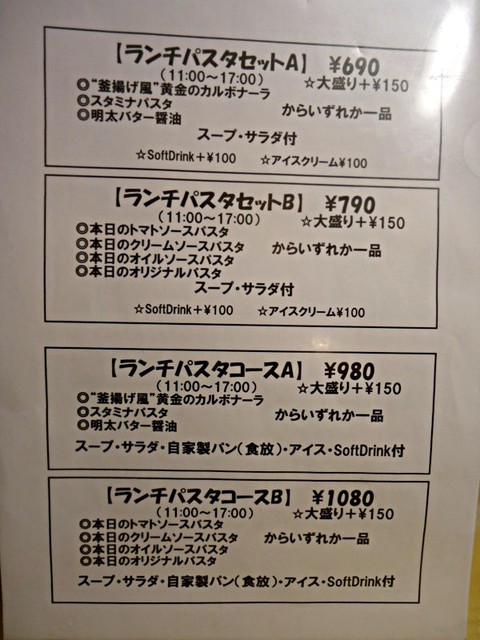 【ランチパスタセットA】 ¥690
(11:00～17:00) ☆大盛り+¥150
◎“釜揚げ風”黄金のカルボナーラ
◎スタミナパスタ からいずれか一品
◎明太バター醤油
スープ・サラダ付
☆SoftDrink+¥100 ☆アイスクリーム¥100
【ランチパスタセットB】 ¥790
(11:00～17:00) ☆大盛り+¥150
◎本日のトマトソースパスタ
◎本日のクリームソースパスタ からいずれか一品
◎本日のオイルソースパスタ
◎本日のオリジナルパスタ
スープ・サラダ付
☆SoftDrink+¥100 ☆アイスクリーム¥100
【ランチパスタコースA】 ¥980
(11:00～17:00) ☆大盛り+¥150
◎“釜揚げ風”黄金のカルボナーラ
◎スタミナパスタ からいずれか一品
◎明太バター醤油
スープ・サラダ・自家製パン(食放)・アイス・SoftDrink付
【ランチパスタコースB】 ¥1080
(11:00～17:00) ☆大盛り+¥150
◎本日のトマトソースパスタ
◎本日のクリームソースパスタ からいずれか一品
◎本日のオイルソースパスタ
◎本日のオリジナルパスタ
スープ・サラダ・自家製パン(食放)・アイス・SoftDrink付